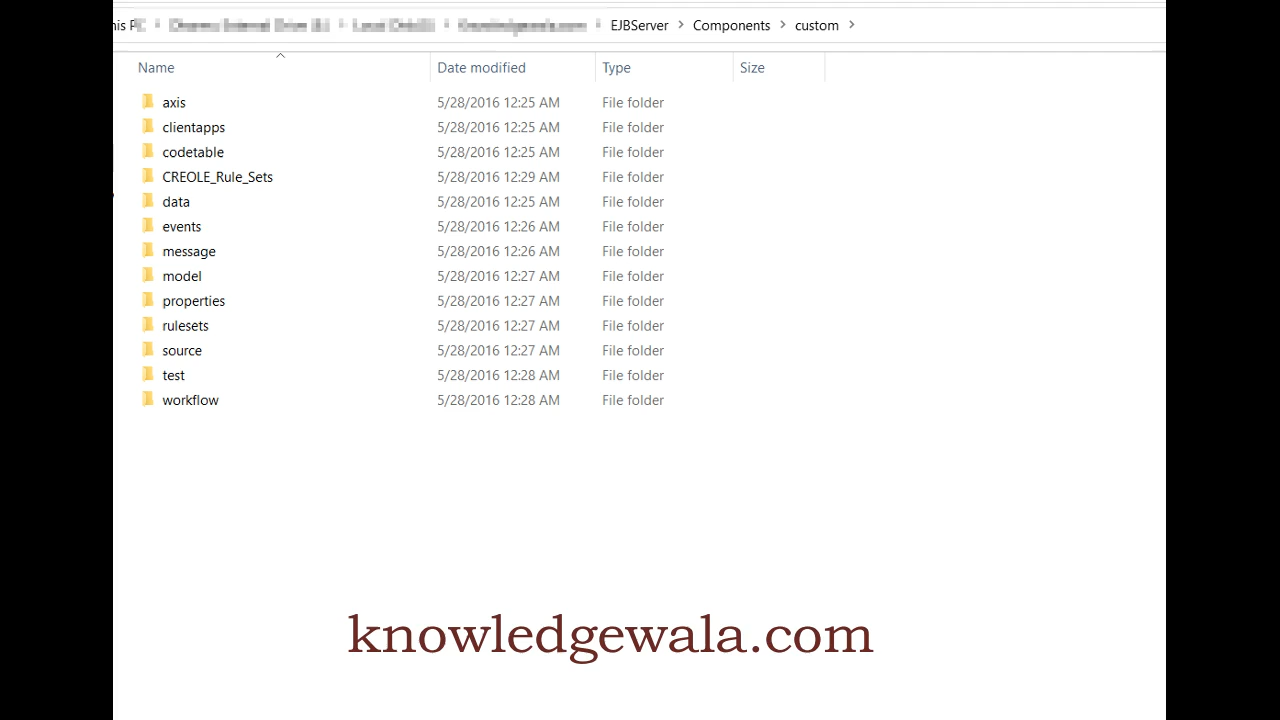 his PC EJBServer Components custom
Name Date modified Type Size
axis 5/28/2016 12:25 AM File folder
clientapps 5/28/2016 12:25 AM File folder
codetable 5/28/2016 12:25 AM File folder
CREOLE_Rule_Sets 5/28/2016 12:29 AM File folder
data 5/28/2016 12:25 AM File folder
events 5/28/2016 12:26 AM File folder
message 5/28/2016 12:26 AM File folder
model 5/28/2016 12:27 AM File folder
properties 5/28/2016 12:27 AM File folder
rulesets 5/28/2016 12:27 AM File folder
source 5/28/2016 12:27 AM File folder
test 5/28/2016 12:28 AM File folder
workflow 5/28/2016 12:28 AM File folder
knowledgewala.com